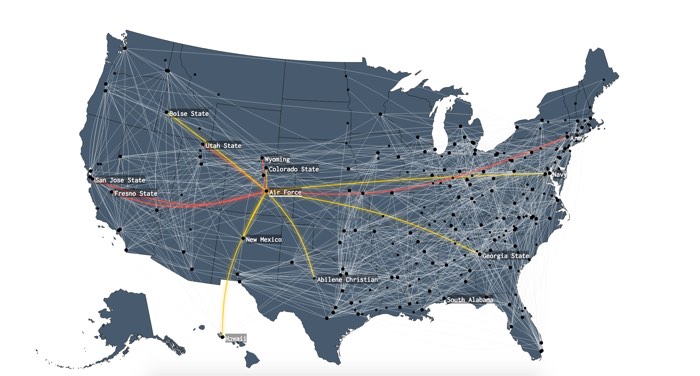 Boise State
Utah State
Wyoming
Colorado State
San Jose State
Fresno State
Air Force
New Mexico
Georgia State
Abilene Christian
South Alabama
Hawaii